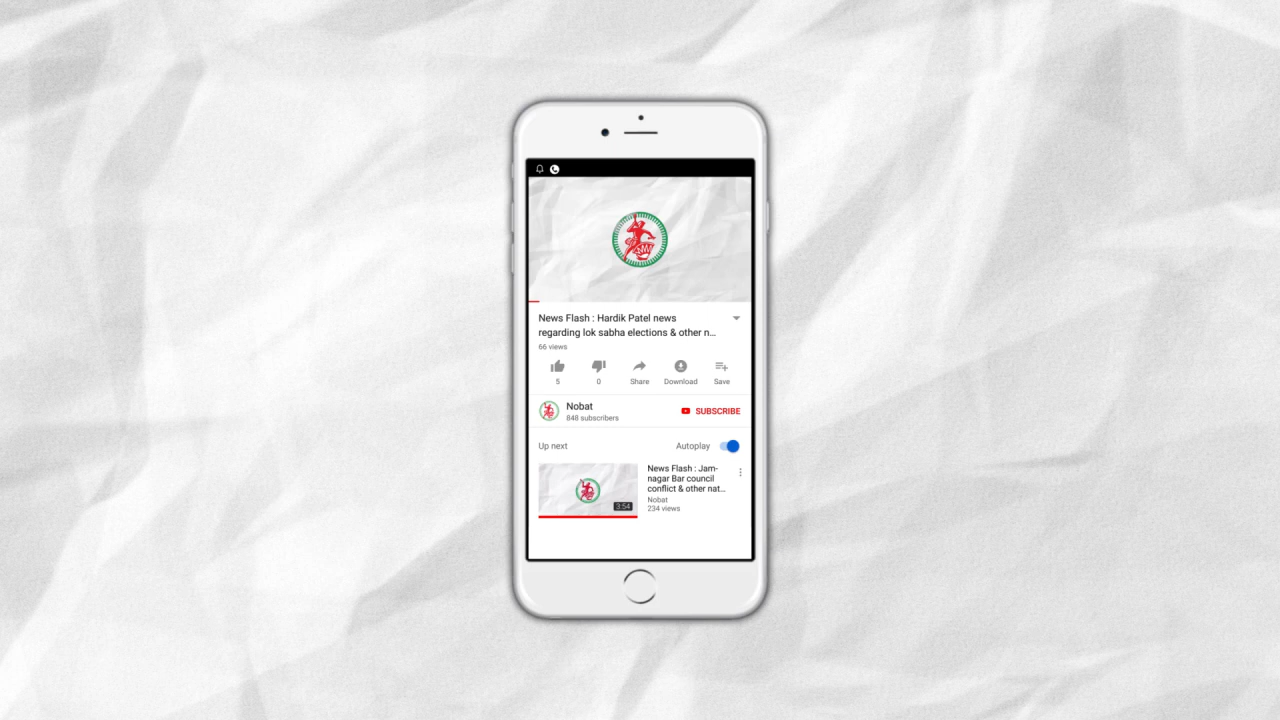 News Flash : Hardik Patel news
regarding lok sabha elections & other n...
66 views
5
0
Share
Download
Save
Nobat
848 subscribers
SUBSCRIBE
Up next
Autoplay
News Flash : Jam-
nagar Bar council
conflict & other nat...
Nobat
234 views
3:54